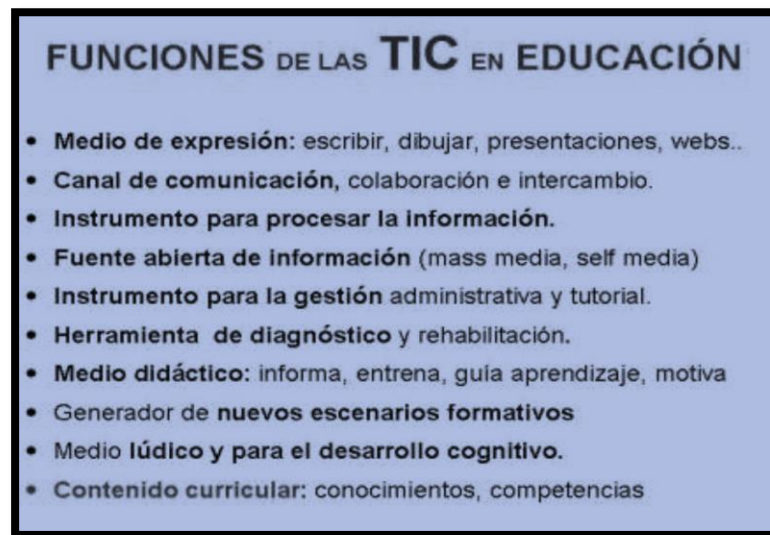 FUNCIONES DE LAS TIC EN EDUCACIÓN
• Medio de expresión: escribir, dibujar, presentaciones, webs..
• Canal de comunicación, colaboración e intercambio.
• Instrumento para procesar la información.
• Fuente abierta de información (mass media, self media)
• Instrumento para la gestión administrativa y tutorial.
• Herramienta de diagnóstico y rehabilitación.
• Medio didáctico: informa, entrena, guía aprendizaje, motiva
• Generador de nuevos escenarios formativos
• Medio lúdico y para el desarrollo cognitivo.
• Contenido curricular: conocimientos, competencias